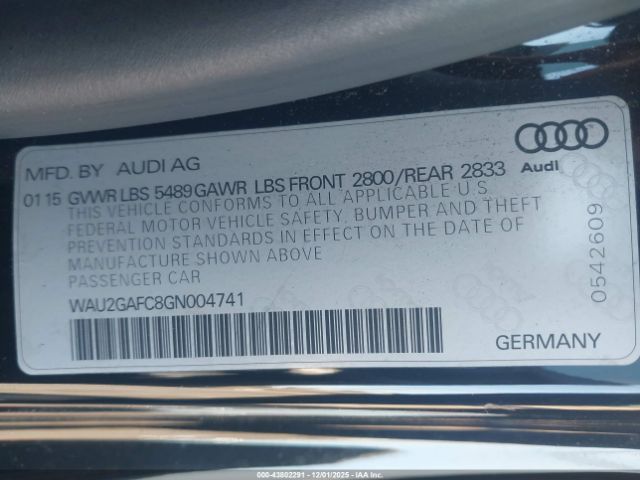 MFD. BY AUDI AG
01 15 GVWR LBS 5489 GAWR LBS FRONT 2800/REAR 2833
THIS VEHICLE CONFORMS TO ALL APPLICABLE U.S.
FEDERAL MOTOR VEHICLE SAFETY, BUMPER AND THEFT
PREVENTION STANDARDS IN EFFECT ON THE DATE OF
MANUFACTURE SHOWN ABOVE
PASSENGER CAR
WAU2GAFC8GN004741
Audi
0542609
GERMANY
000-43802291 - 12/01/2025 - IAA Inc.